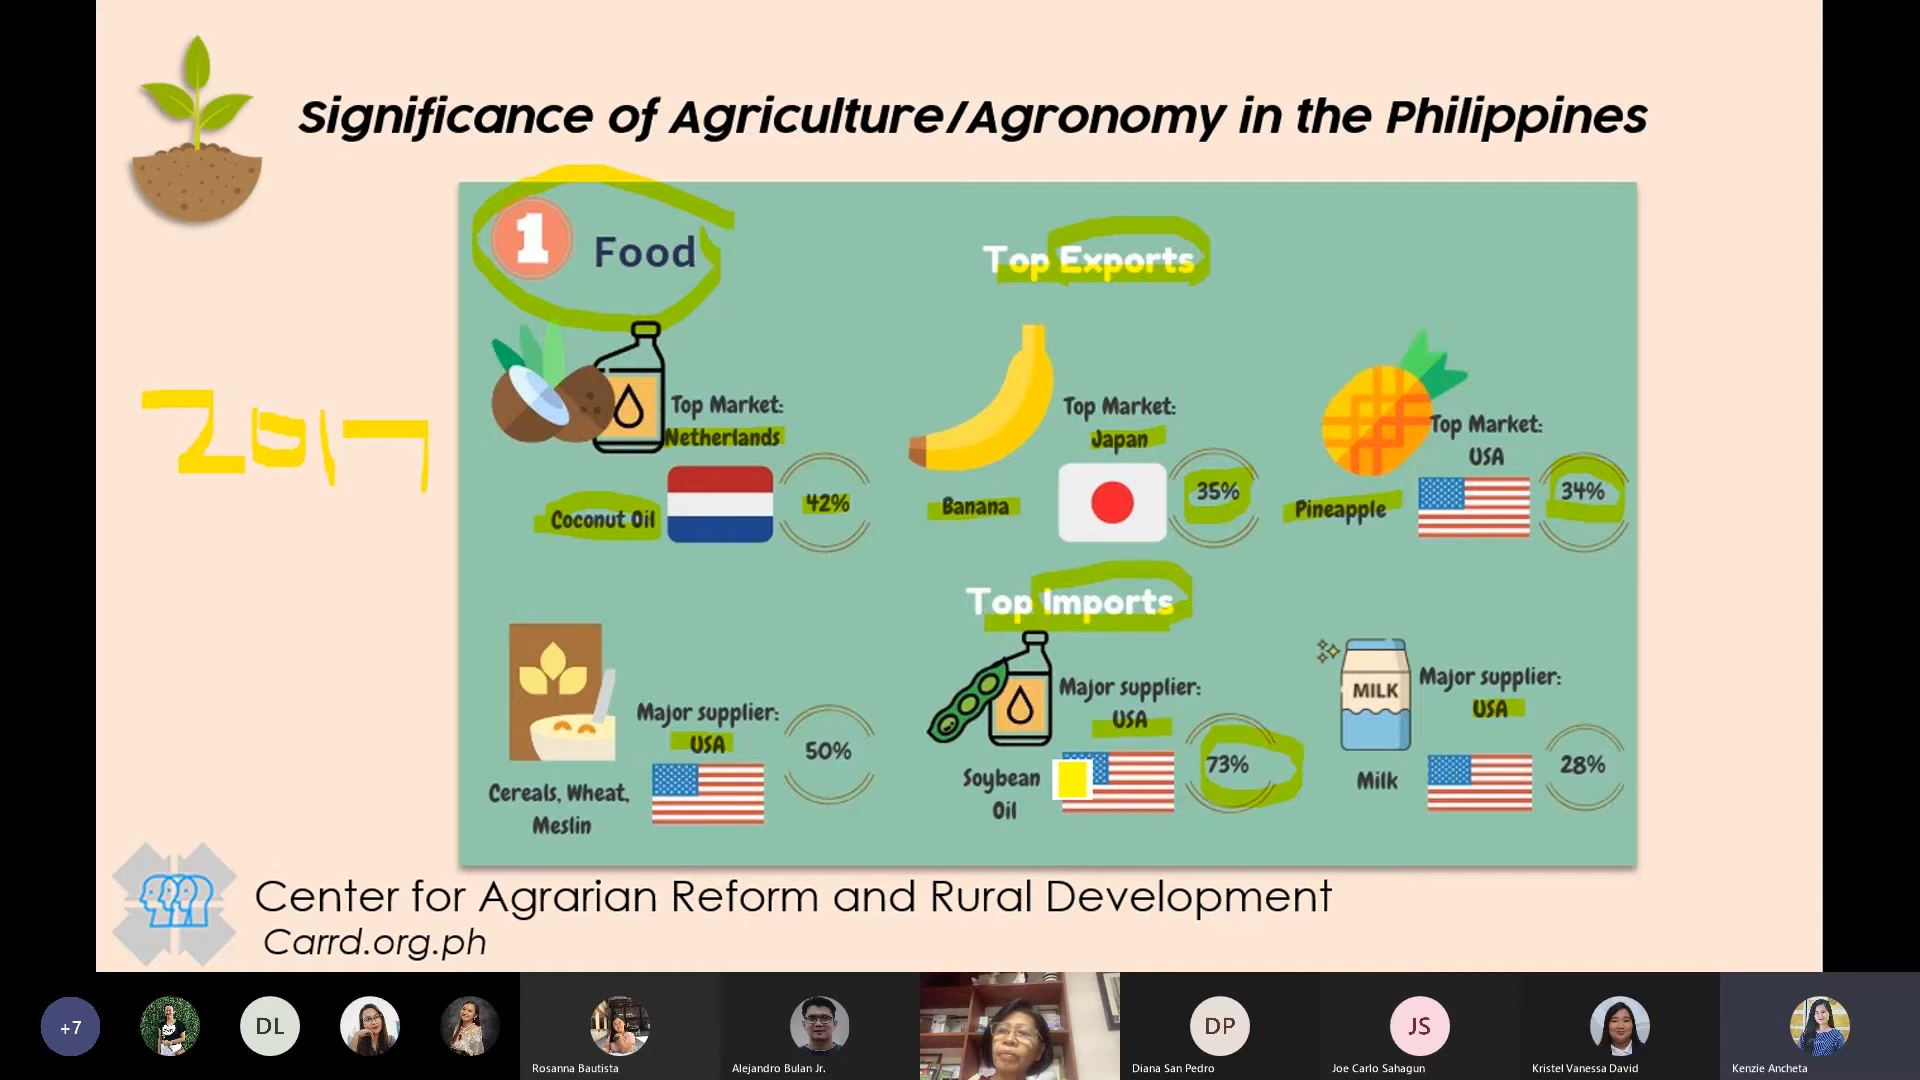 Significance of Agriculture/Agronomy in the Philippines
1
Food
Top Exports
Top Market:
Netherlands
Coconut Oil
42%
Top Market:
Japan
Banana
35%
Top Market:
USA
Pineapple
34%
2017
Top Imports
Major supplier:
USA
50%
Cereals, Wheat,
Meslin
Major supplier:
USA
73%
Soybean
Oil
MILK
Major supplier:
USA
Milk
28%
Center for Agrarian Reform and Rural Development
Carrd.org.ph
+7
DL
Rosanna Bautista
Alejandro Bulan Jr.
DP
Diana San Pedro
JS
Joe Carlo Sahagun
Kristel Vanessa David
Kenzie Ancheta